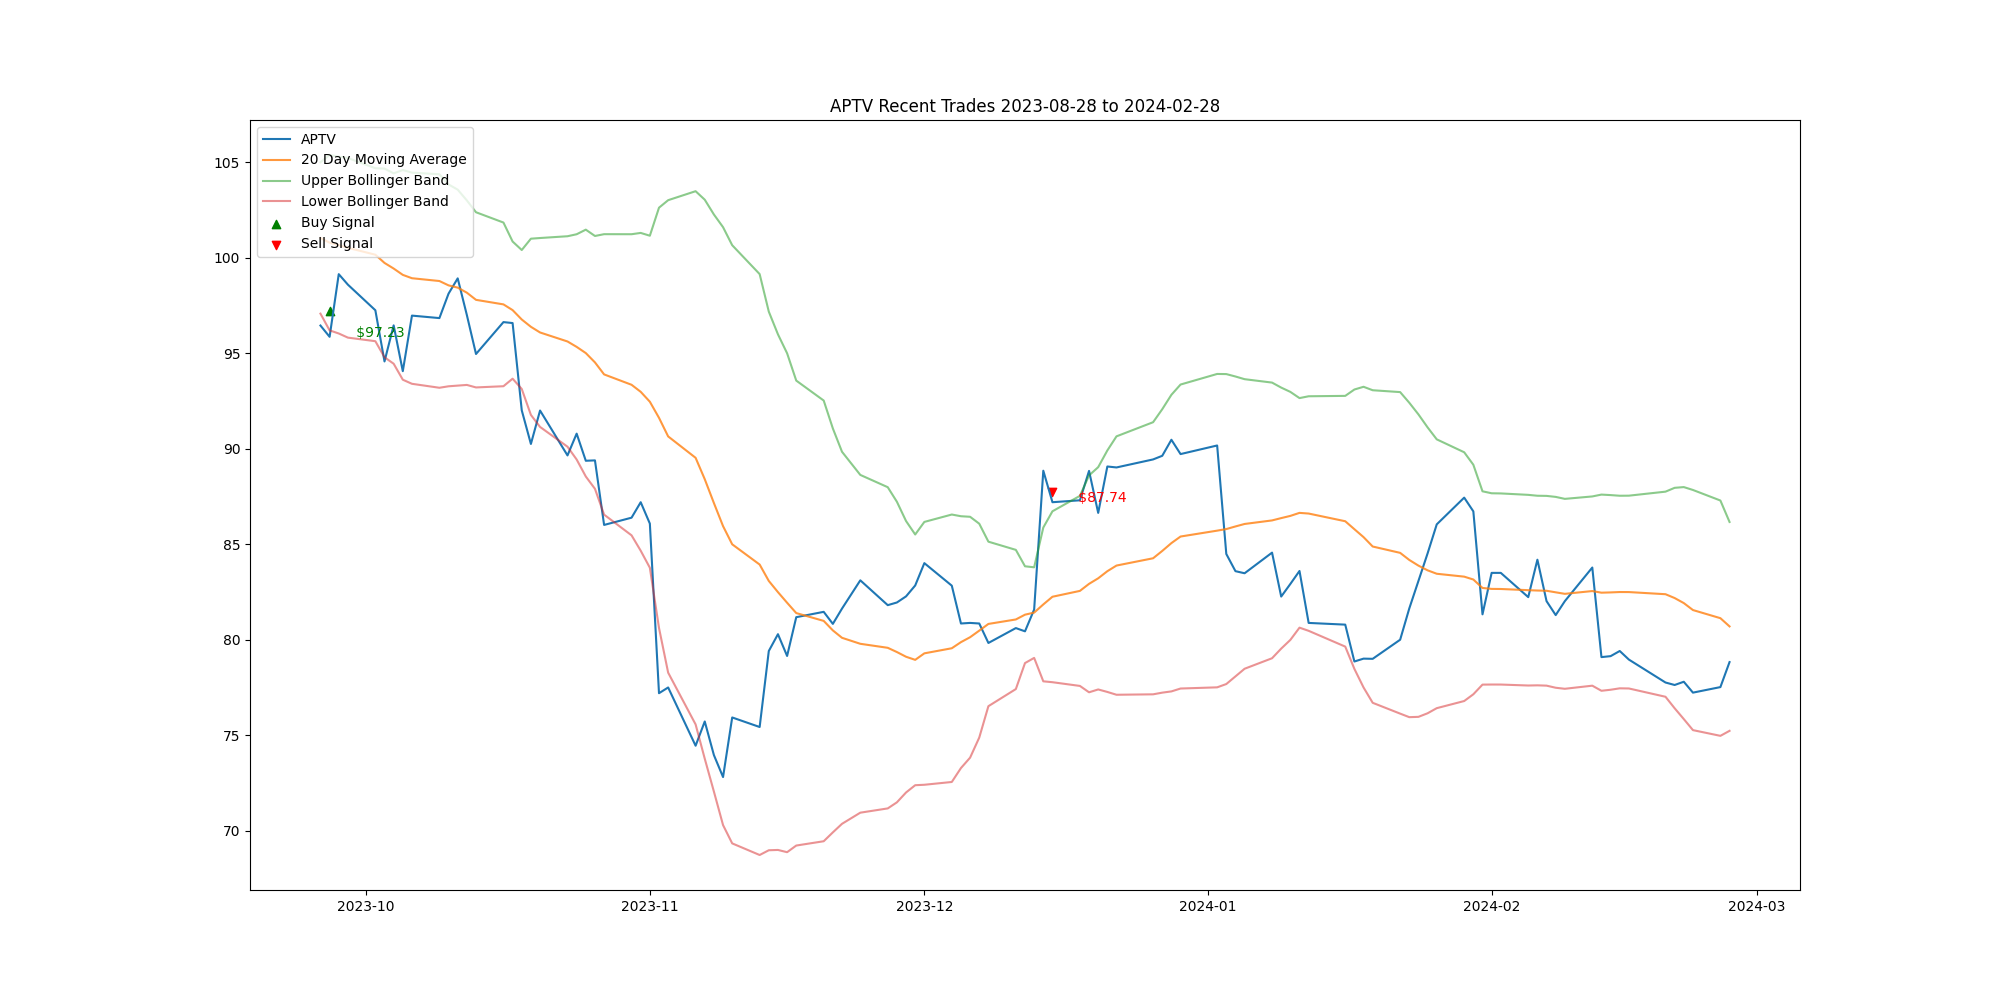 APTV Recent Trades 2023-08-28 to 2024-02-28
APTV
20 Day Moving Average
Upper Bollinger Band
Lower Bollinger Band
Buy Signal
Sell Signal
105
100
95
90
85
80
75
70
$97.23
$87.74
2023-10
2023-11
2023-12
2024-01
2024-02
2024-03